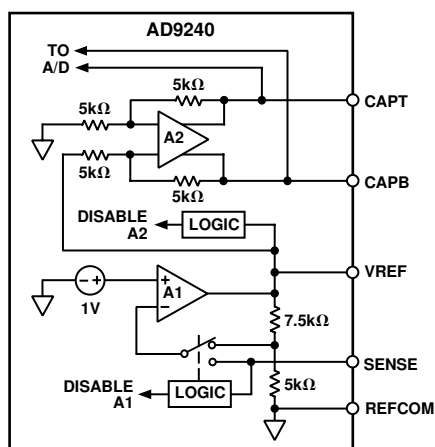 AD9240
TO
A/D
5kΩ
CAPT
5kΩ
A2
5kΩ
5kΩ
CAPB
DISABLE
A2
LOGIC
VREF
A1
1V
7.5kΩ
SENSE
DISABLE
A1
LOGIC
5kΩ
REFCOM